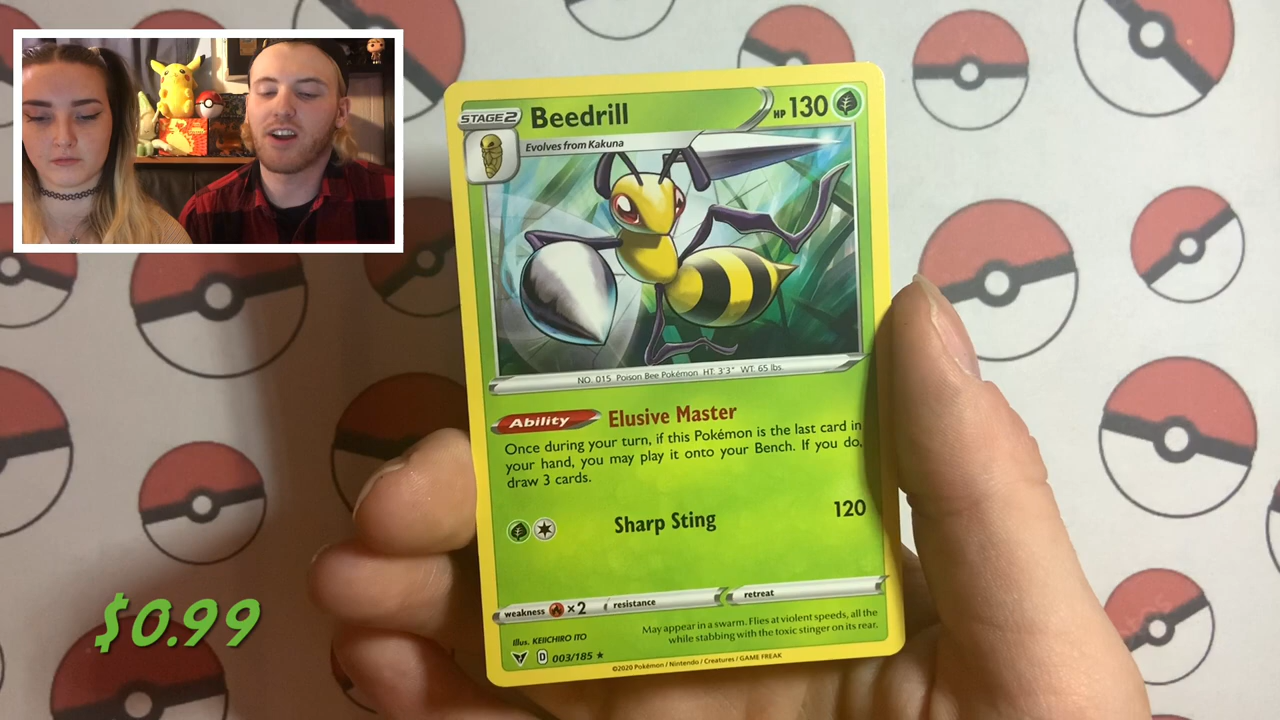 STAGE 2 Beedrill HP 130
Evolves from Kakuna
NO. 015 Poison Bee Pokémon HT: 3'3" WT: 65 lbs.
Ability Elusive Master
Once during your turn, if this Pokémon is the last card in
your hand, you may play it onto your Bench. If you do,
draw 3 cards.
Sharp Sting 120
weakness ×2 resistance retreat
May appear in a swarm. Flies at violent speeds, all the
while stabbing with the toxic stinger on its rear.
Illus. KEIICHIRO ITO
D 003/185 ★
©2020 Pokémon / Nintendo / Creatures / GAME FREAK
$0.99